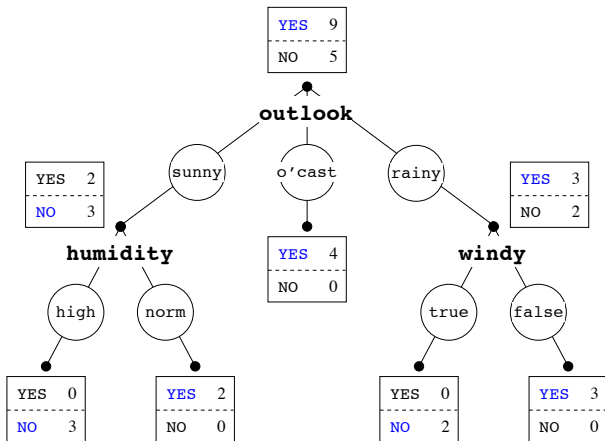 YES 9
NO 5
outlook
sunny
o'cast
rainy
YES 2
NO 3
YES 3
NO 2
humidity
YES 4
NO 0
windy
high
norm
true
false
YES 0
NO 3
YES 2
NO 0
YES 0
NO 2
YES 3
NO 0